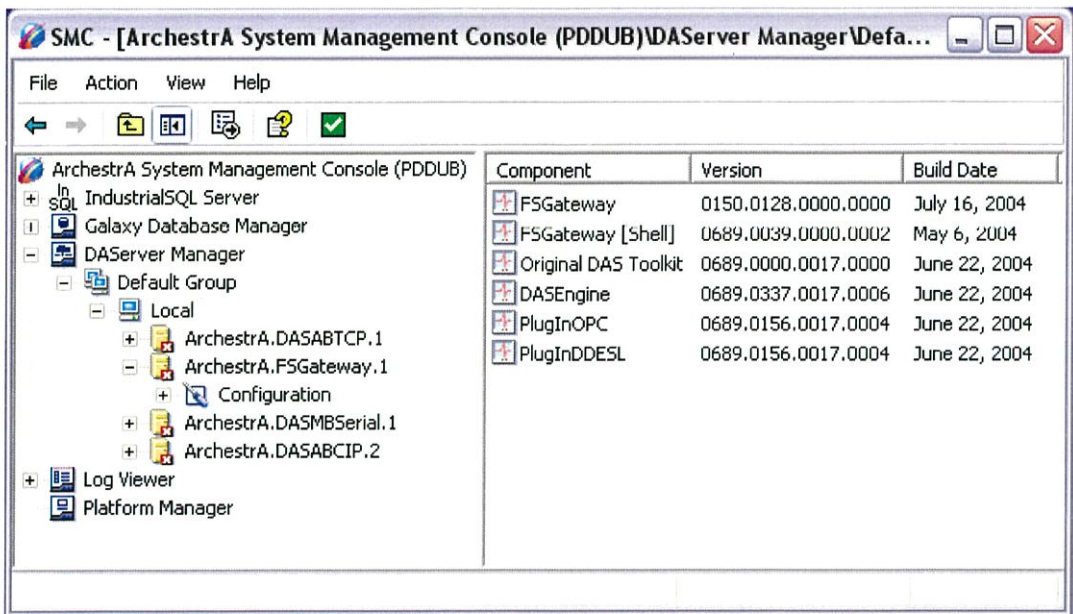 SMC - [ArchestrA System Management Console (PDDUB)\DAServer Manager\Defa...
File Action View Help
ArchestrA System Management Console (PDDUB)
In SQL IndustrialSQL Server
Galaxy Database Manager
DAServer Manager
Default Group
Local
ArchestrA.DASABTCP.1
ArchestrA.FSGateway.1
Configuration
ArchestrA.DASMBSerial.1
ArchestrA.DASABCIP.2
Log Viewer
Platform Manager
Component Version Build Date
FSGateway 0150.0128.0000.0000 July 16, 2004
FSGateway [Shell] 0689.0039.0000.0002 May 6, 2004
Original DAS Toolkit 0689.0000.0017.0000 June 22, 2004
DASEngine 0689.0337.0017.0006 June 22, 2004
PlugInOPC 0689.0156.0017.0004 June 22, 2004
PlugInDDESL 0689.0156.0017.0004 June 22, 2004